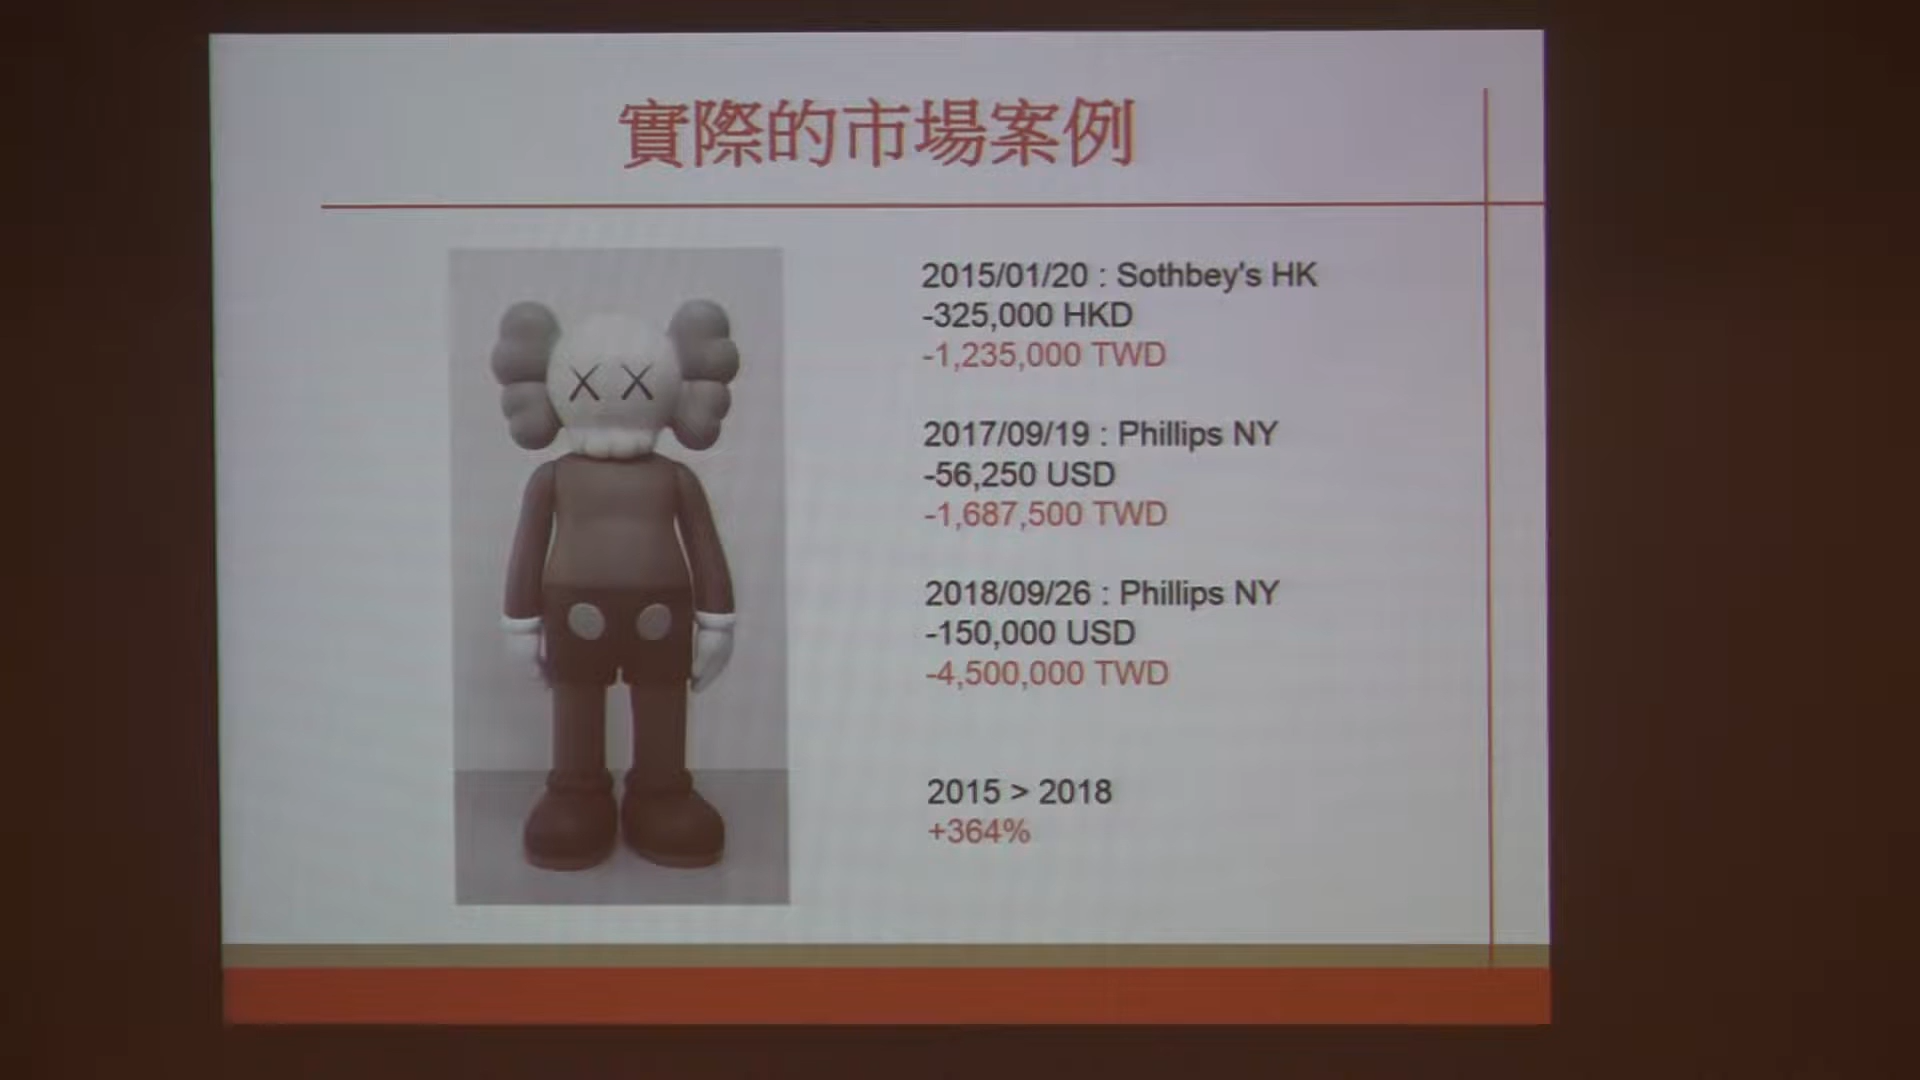 實際的市場案例
2015/01/20 : Sothbey's HK
-325,000 HKD
-1,235,000 TWD
2017/09/19 : Phillips NY
-56,250 USD
-1,687,500 TWD
2018/09/26 : Phillips NY
-150,000 USD
-4,500,000 TWD
2015 > 2018
+364%